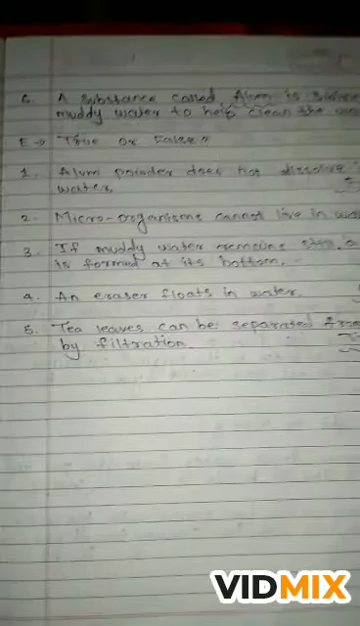 6. A substance called Alum is
muddy water to help clean the
E → True or False"
1. Alum powder does not dissolve
water.
2. Micro-organisms cannot live in
3. If muddy water remains
is formed at its bottom.
4. An eraser floats in water.
5. Tea leaves can be separated from
by filtration.
VIDMIX